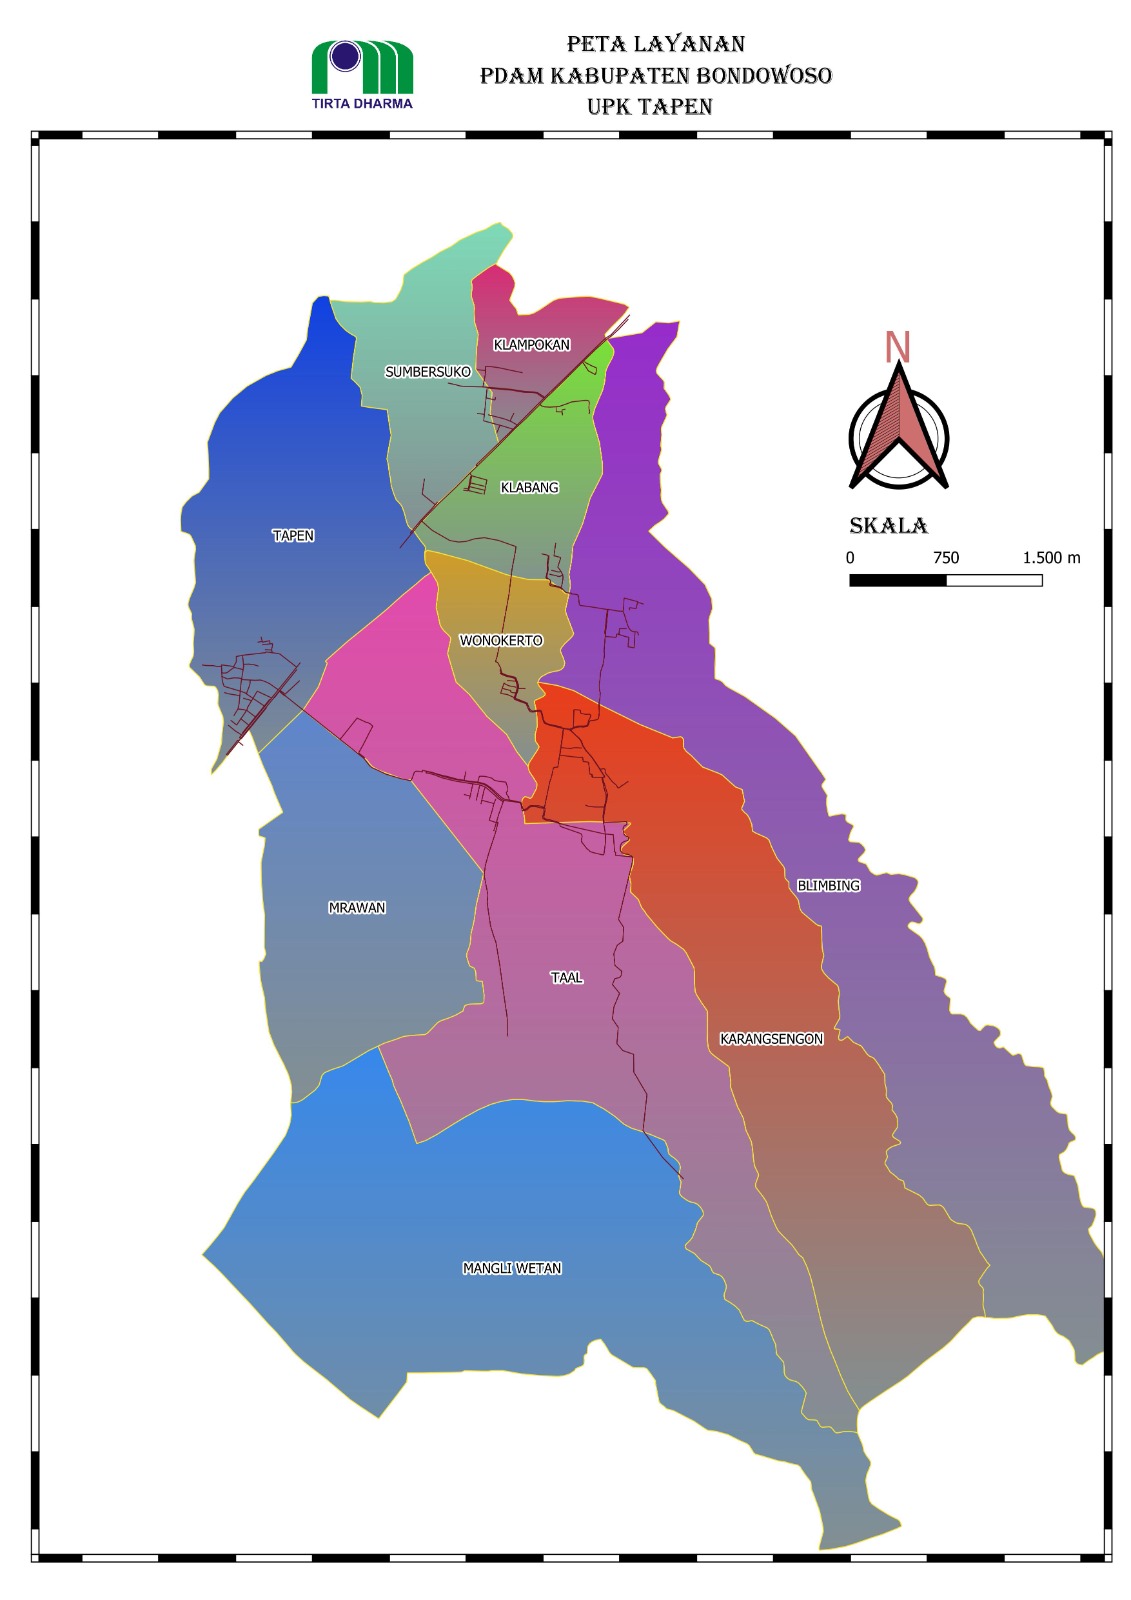 PETA LAYANAN
PDAM KABUPATEN BONDOWOSO
UPK TAPEN
TIRTA DHARMA
N
SKALA
0 750 1.500 m
KLAMPOKAN
SUMBERSUKO
KLABANG
TAPEN
WONOKERTO
BLIMBING
MRAWAN
TAAL
KARANGSENGON
MANGLI WETAN